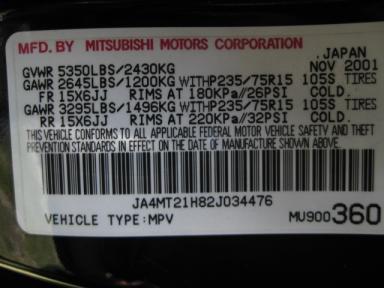 MFD. BY MITSUBISHI MOTORS CORPORATION
JAPAN
GVWR 5350LBS/2430KG NOV 2001
GAWR 2645LBS/1200KG WITHP235/75R15 105S TIRES
FR 15X6JJ RIMS AT 180KPa//26PSI COLD.
GAWR 3295LBS/1496KG WITHP235/75R15 105S TIRES
RR 15X6JJ RIMS AT 220KPa//32PSI COLD.
THIS VEHICLE CONFORMS TO ALL APPLICABLE FEDERAL MOTOR VEHICLE SAFETY AND THEFT
PREVENTION STANDARDS IN EFFECT ON THE DATE OF MANUFACTURE SHOWN ABOVE.
JA4MT21H82J034476
VEHICLE TYPE:MPV MU900360